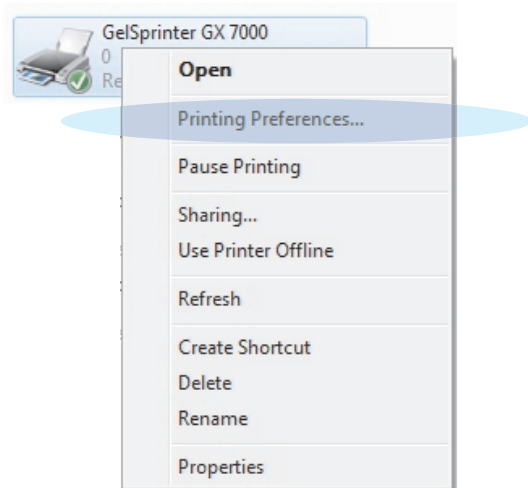 GelSprinter GX 7000
0
Re
Open
Printing Preferences...
Pause Printing
Sharing...
Use Printer Offline
Refresh
Create Shortcut
Delete
Rename
Properties